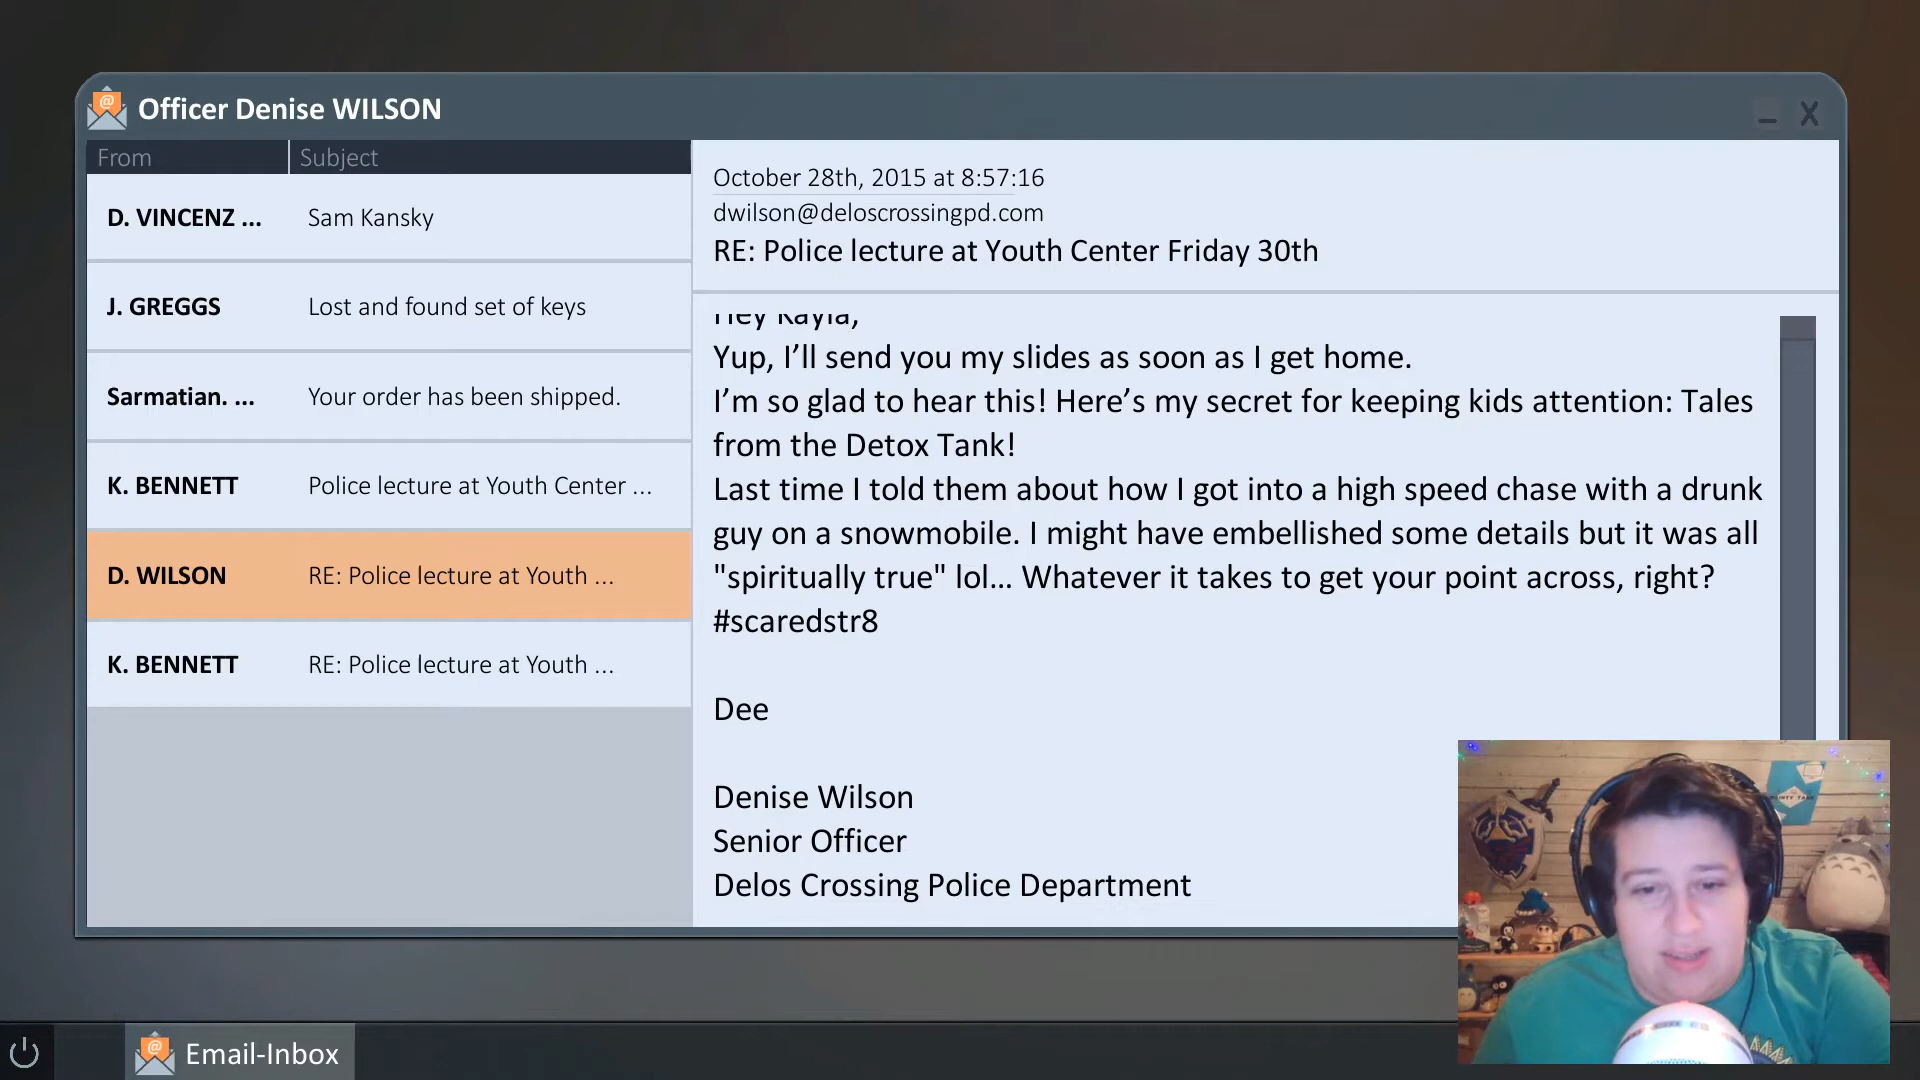 Officer Denise WILSON
From
Subject
D. VINCENZ ...
Sam Kansky
J. GREGGS
Lost and found set of keys
Sarmatian. ...
Your order has been shipped.
K. BENNETT
Police lecture at Youth Center ...
D. WILSON
RE: Police lecture at Youth ...
K. BENNETT
RE: Police lecture at Youth ...
October 28th, 2015 at 8:57:16
dwilson@deloscrossingpd.com
RE: Police lecture at Youth Center Friday 30th
Hey Kayla,
Yup, I’ll send you my slides as soon as I get home.
I’m so glad to hear this! Here’s my secret for keeping kids attention: Tales
from the Detox Tank!
Last time I told them about how I got into a high speed chase with a drunk
guy on a snowmobile. I might have embellished some details but it was all
"spiritually true" lol... Whatever it takes to get your point across, right?
#scaredstr8
Dee
Denise Wilson
Senior Officer
Delos Crossing Police Department
Email-Inbox